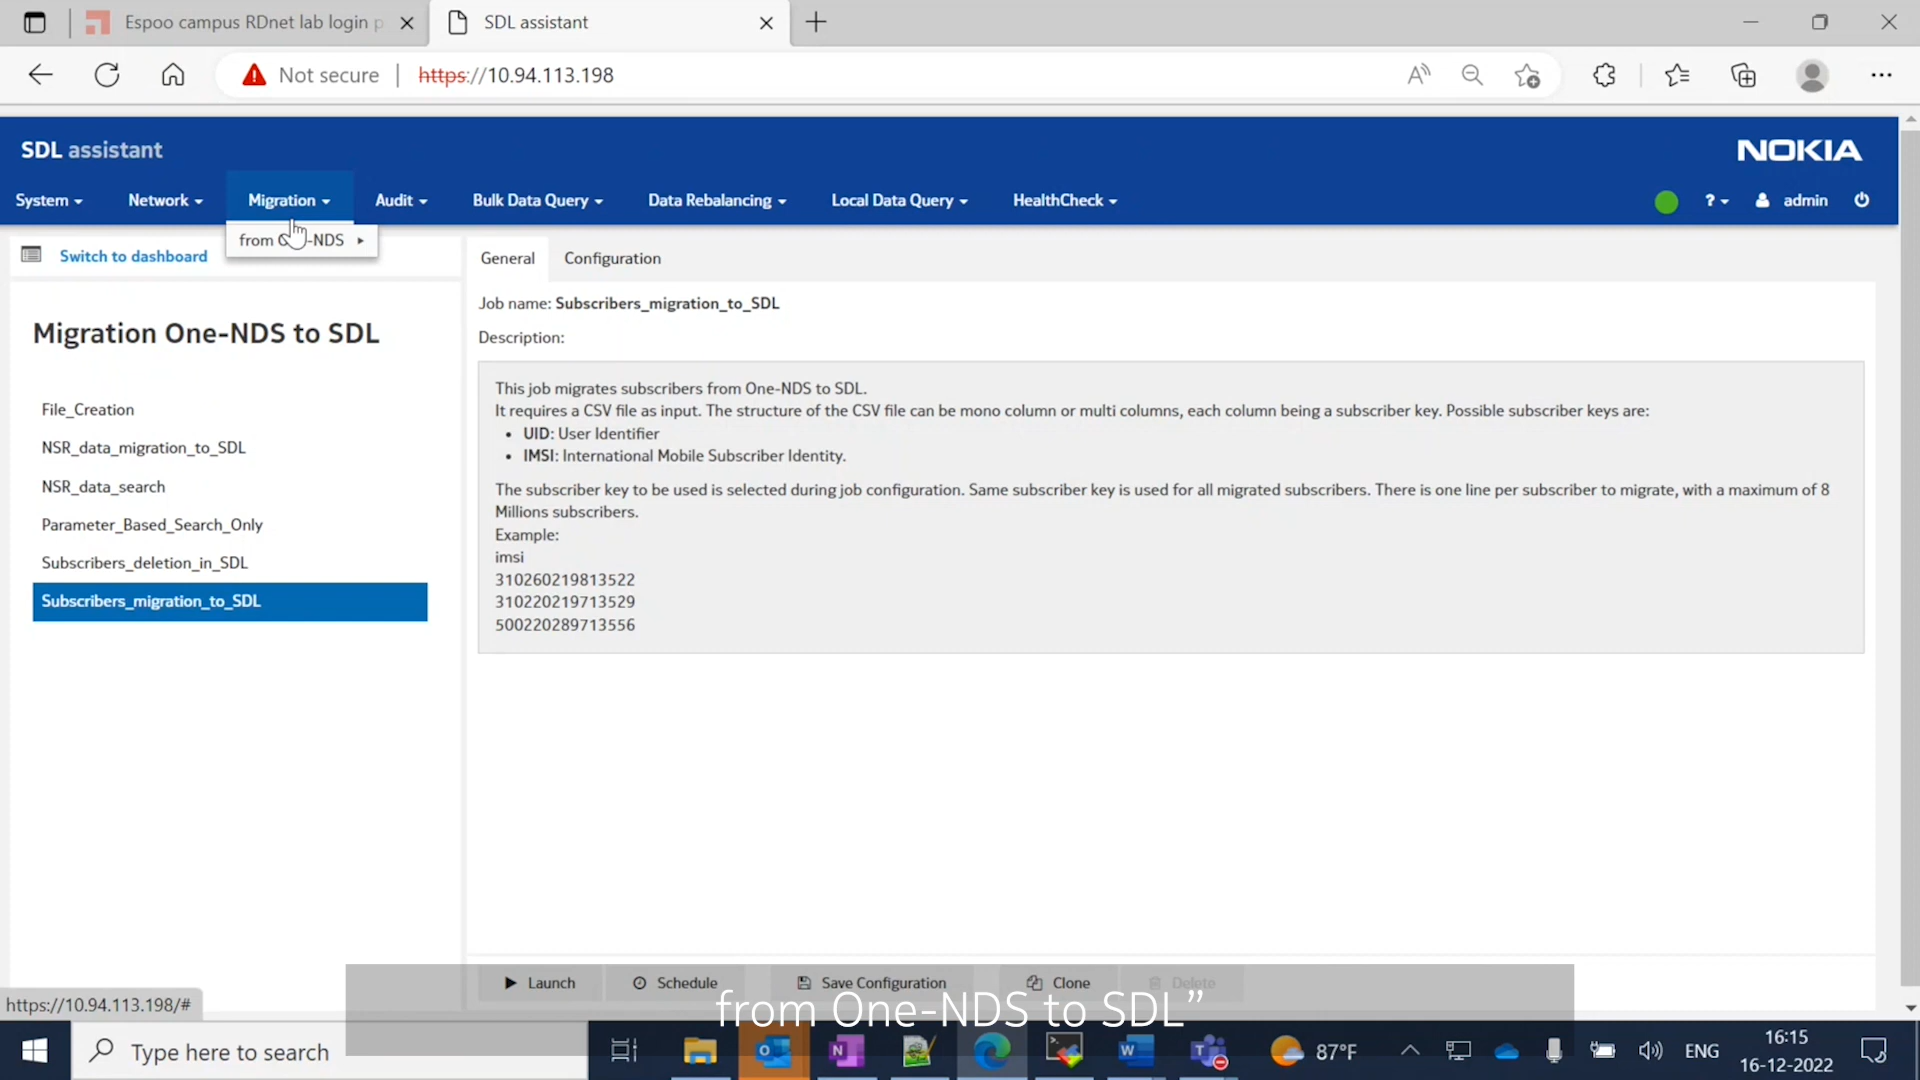 Espoo campus RDnet lab login p
SDL assistant
Not secure
https://10.94.113.198
SDL assistant
NOKIA
System
Network
Migration
Audit
Bulk Data Query
Data Rebalancing
Local Data Query
HealthCheck
?
admin
Switch to dashboard
from -NDS
General
Configuration
Migration One-NDS to SDL
File_Creation
NSR_data_migration_to_SDL
NSR_data_search
Parameter_Based_Search_Only
Subscribers_deletion_in_SDL
Subscribers_migration_to_SDL
Job name: Subscribers_migration_to_SDL
Description:
This job migrates subscribers from One-NDS to SDL.
It requires a CSV file as input. The structure of the CSV file can be mono column or multi columns, each column being a subscriber key. Possible subscriber keys are:
• UID: User Identifier
• IMSI: International Mobile Subscriber Identity.
The subscriber key to be used is selected during job configuration. Same subscriber key is used for all migrated subscribers. There is one line per subscriber to migrate, with a maximum of 8
Millions subscribers.
Example:
imsi
310260219813522
310220219713529
500220289713556
Launch
Schedule
Save Configuration
Clone
Delete
from One-NDS to SDL”
https://10.94.113.198/#
Type here to search
87°F
ENG
16:15
16-12-2022